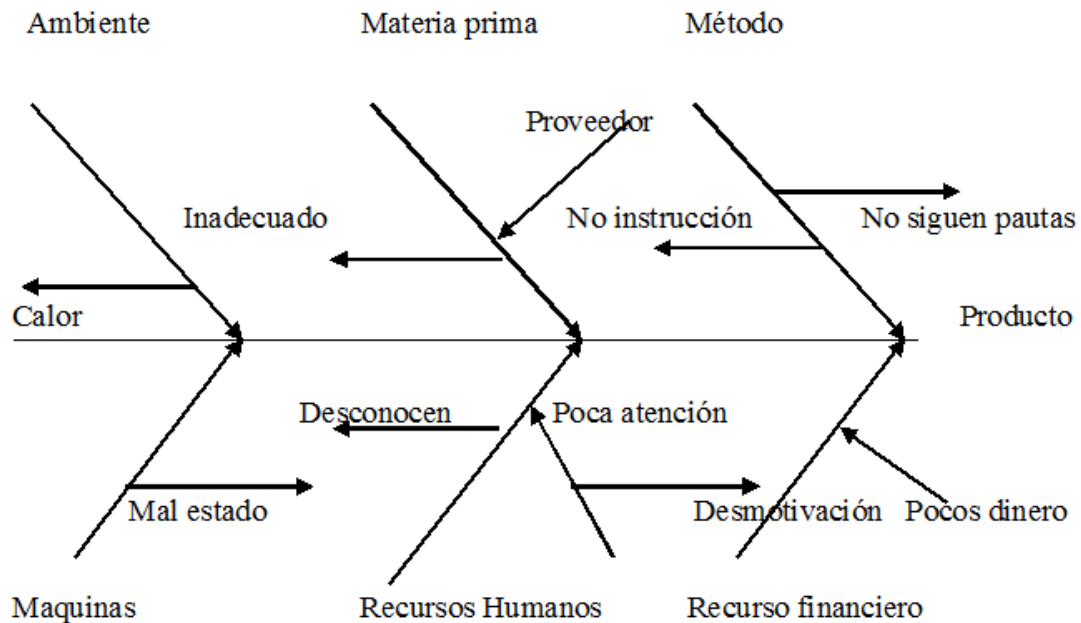 Ambiente
Materia prima
Método
Proveedor
Inadecuado
No instrucción
No siguen pautas
Calor
Producto
Desconocen
Poca atención
Mal estado
Desmotivación
Pocos dinero
Maquinas
Recursos Humanos
Recurso financiero